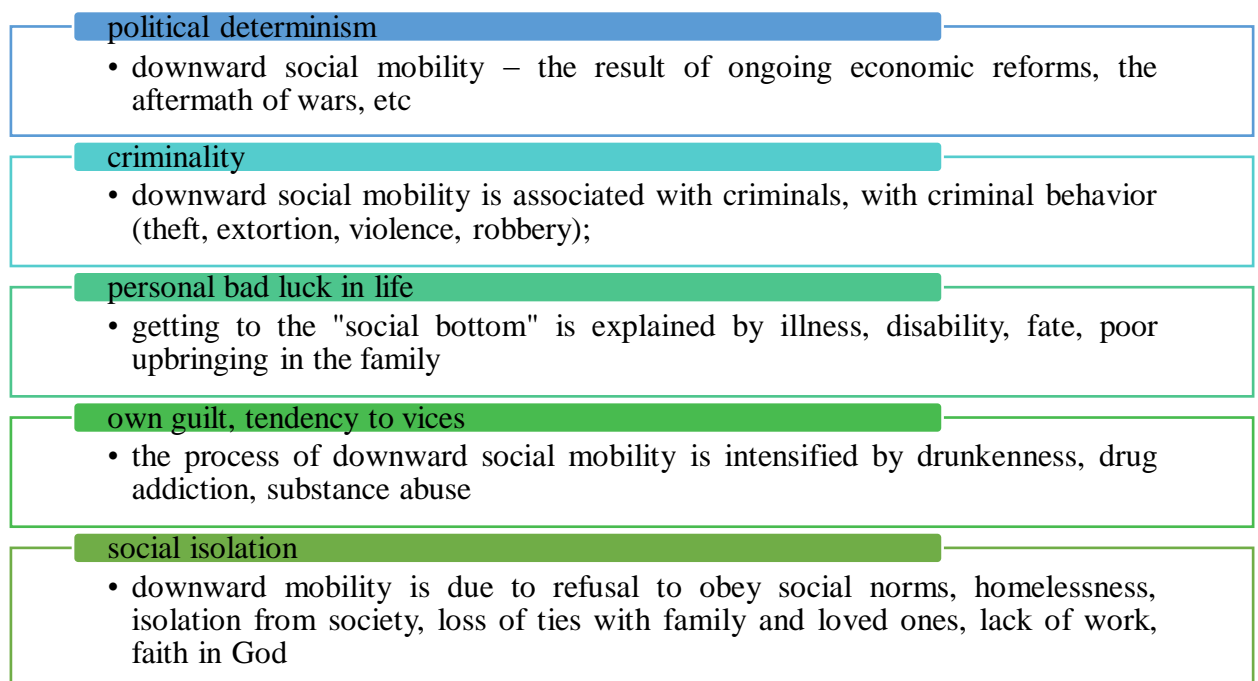 political determinism
• downward social mobility – the result of ongoing economic reforms, the
aftermath of wars, etc
criminality
• downward social mobility is associated with criminals, with criminal behavior
(theft, extortion, violence, robbery);
personal bad luck in life
• getting to the "social bottom" is explained by illness, disability, fate, poor
upbringing in the family
own guilt, tendency to vices
• the process of downward social mobility is intensified by drunkenness, drug
addiction, substance abuse
social isolation
• downward mobility is due to refusal to obey social norms, homelessness,
isolation from society, loss of ties with family and loved ones, lack of work,
faith in God